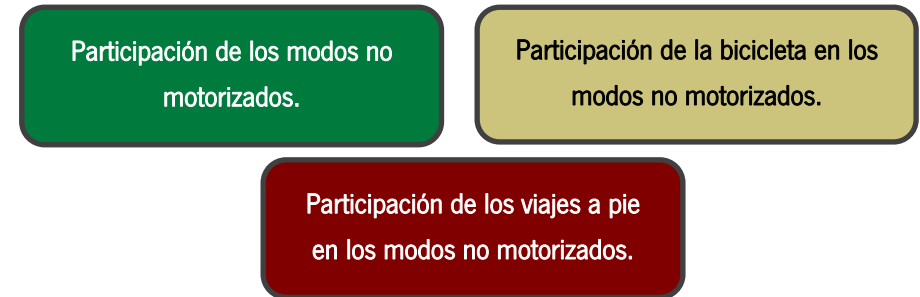 Participación de los modos no
motorizados.
Participación de la bicicleta en los
modos no motorizados.
Participación de los viajes a pie
en los modos no motorizados.